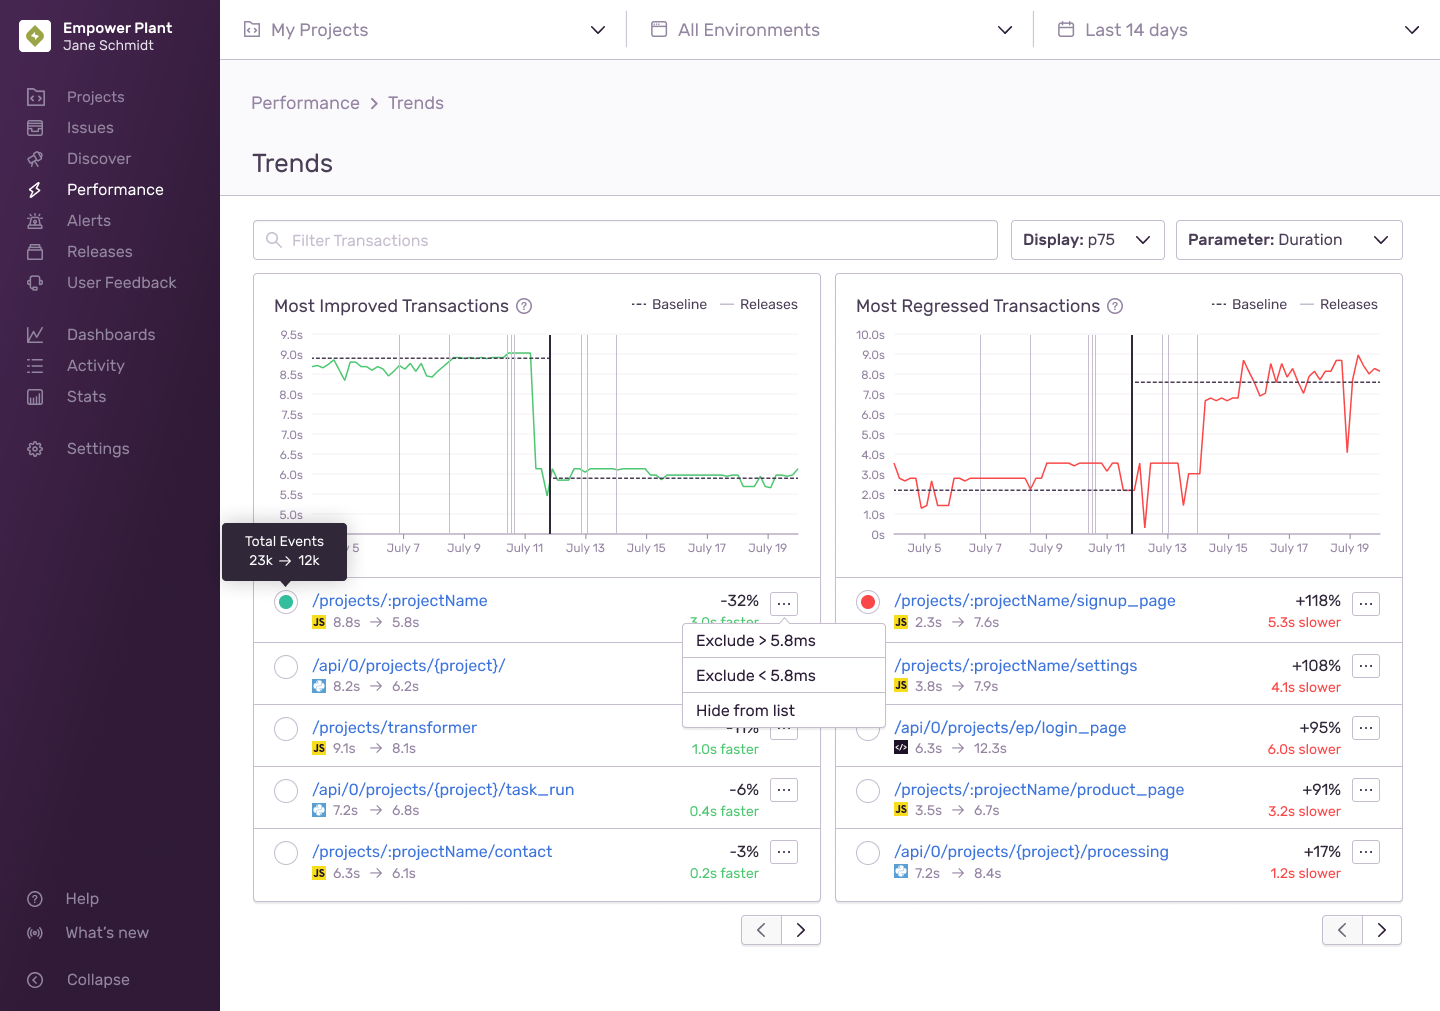 Empower Plant
Jane Schmidt
Projects
Issues
Discover
Performance
Alerts
Releases
User Feedback
Dashboards
Activity
Stats
Settings
Help
What's new
Collapse
My Projects
All Environments
Last 14 days
Performance > Trends
Trends
Filter Transactions
Display: p75
Parameter: Duration
Most Improved Transactions ?
Baseline
Releases
9.5s
9.0s
8.5s
8.0s
7.5s
7.0s
6.5s
6.0s
5.5s
5.0s
5 July 7 July 9 July 11 July 13 July 15 July 17 July 19
Total Events
23k → 12k
/projects/:projectName
-32%
...
JS 8.8s → 5.8s
3.0s faster
Exclude > 5.8ms
Exclude < 5.8ms
Hide from list
/api/0/projects/{project}/
8.2s → 6.2s
/projects/transformer
-11%
...
JS 9.1s → 8.1s
1.0s faster
/api/0/projects/{project}/task_run
-6%
...
7.2s → 6.8s
0.4s faster
/projects/:projectName/contact
-3%
...
JS 6.3s → 6.1s
0.2s faster
Most Regressed Transactions ?
Baseline
Releases
10.0s
9.0s
8.0s
7.0s
6.0s
5.0s
4.0s
3.0s
2.0s
1.0s
0s
July 5 July 7 July 9 July 11 July 13 July 15 July 17 July 19
/projects/:projectName/signup_page
+118%
...
JS 2.3s → 7.6s
5.3s slower
/projects/:projectName/settings
+108%
...
JS 3.8s → 7.9s
4.1s slower
/api/0/projects/ep/login_page
+95%
...
</> 6.3s → 12.3s
6.0s slower
/projects/:projectName/product_page
+91%
...
JS 3.5s → 6.7s
3.2s slower
/api/0/projects/{project}/processing
+17%
...
7.2s → 8.4s
1.2s slower